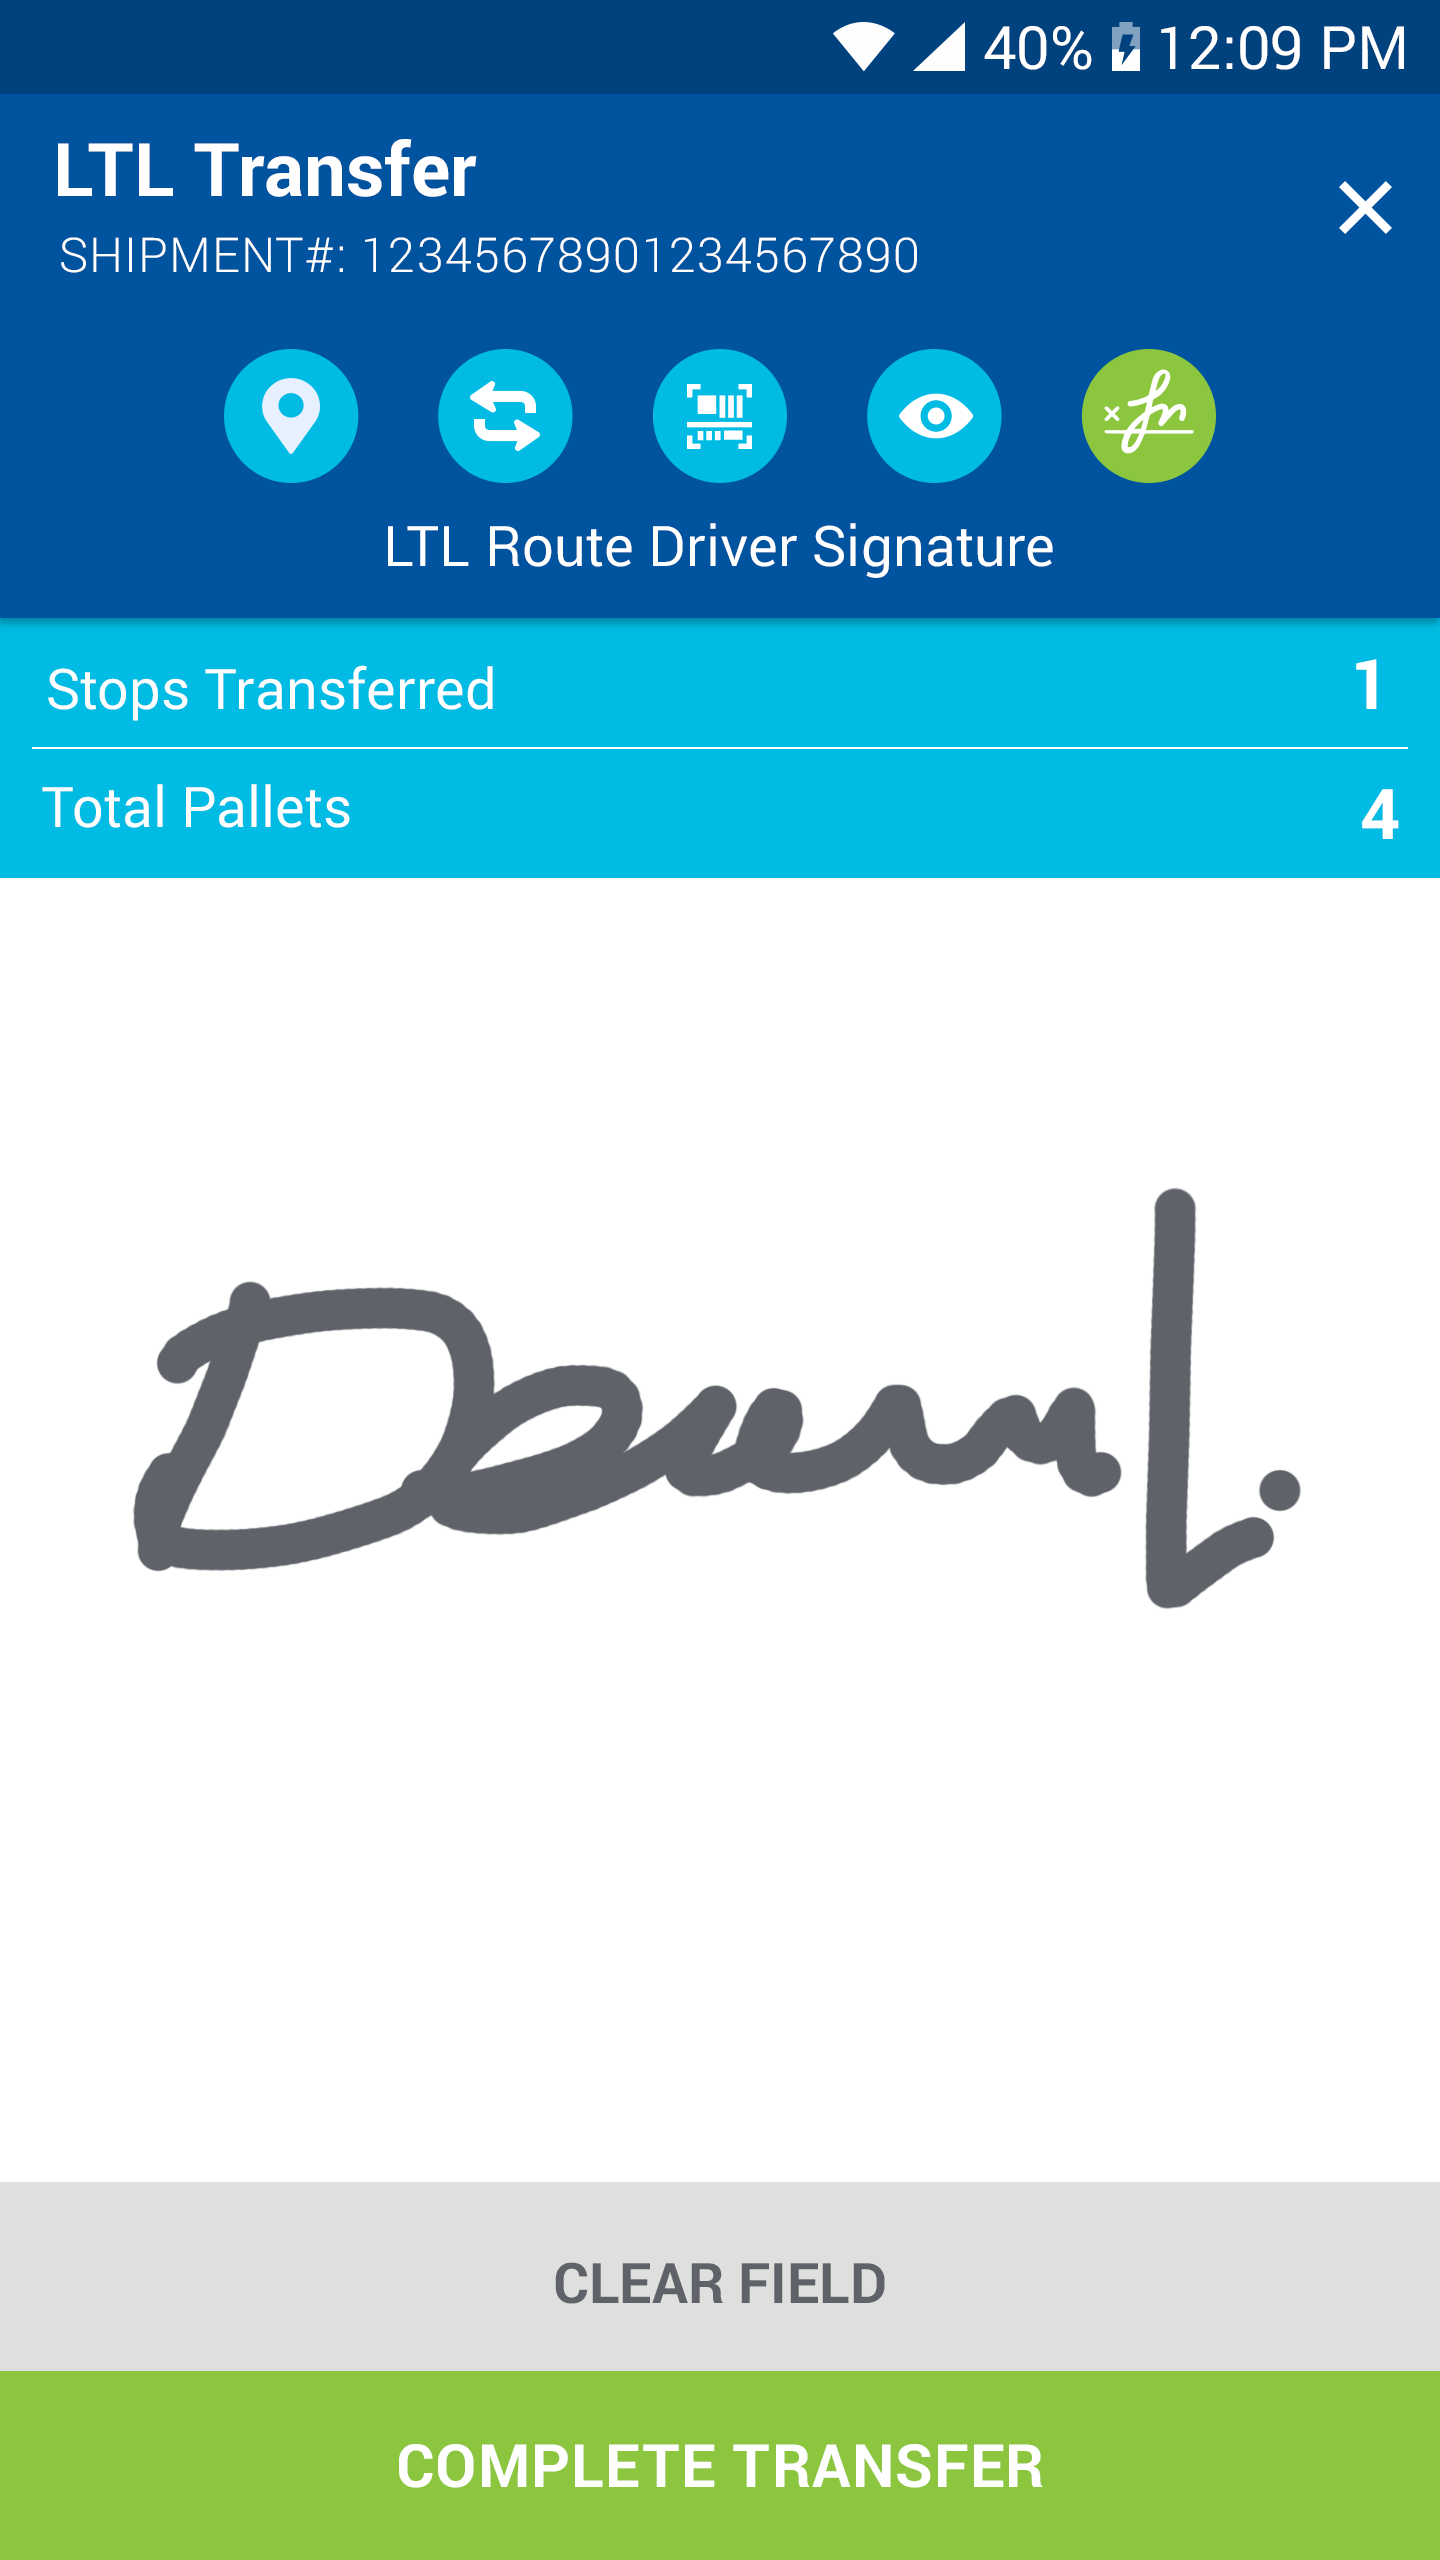 40% 12:09 PM
LTL Transfer
SHIPMENT#: 12345678901234567890
LTL Route Driver Signature
Stops Transferred 1
Total Pallets 4
CLEAR FIELD
COMPLETE TRANSFER